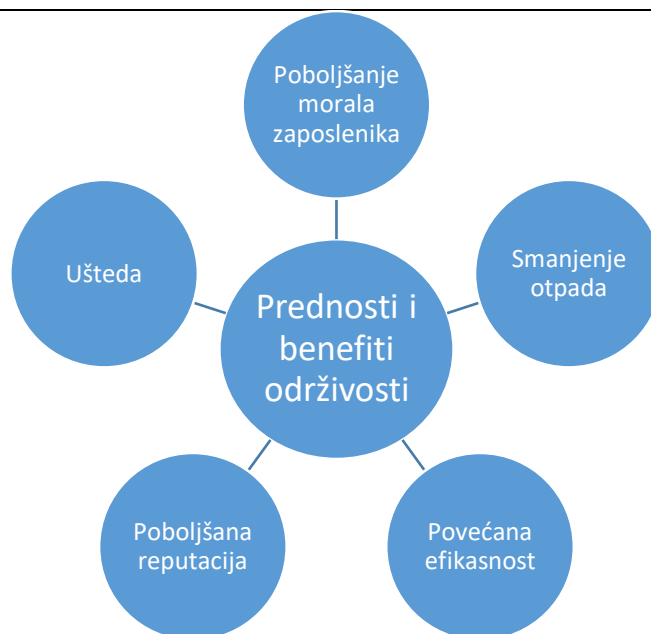 Poboljšanje
morala
zaposlenika
Ušteda
Smanjenje
otpada
Prednosti i
benefiti
održivosti
Poboljšana
reputacija
Povećana
efikasnost